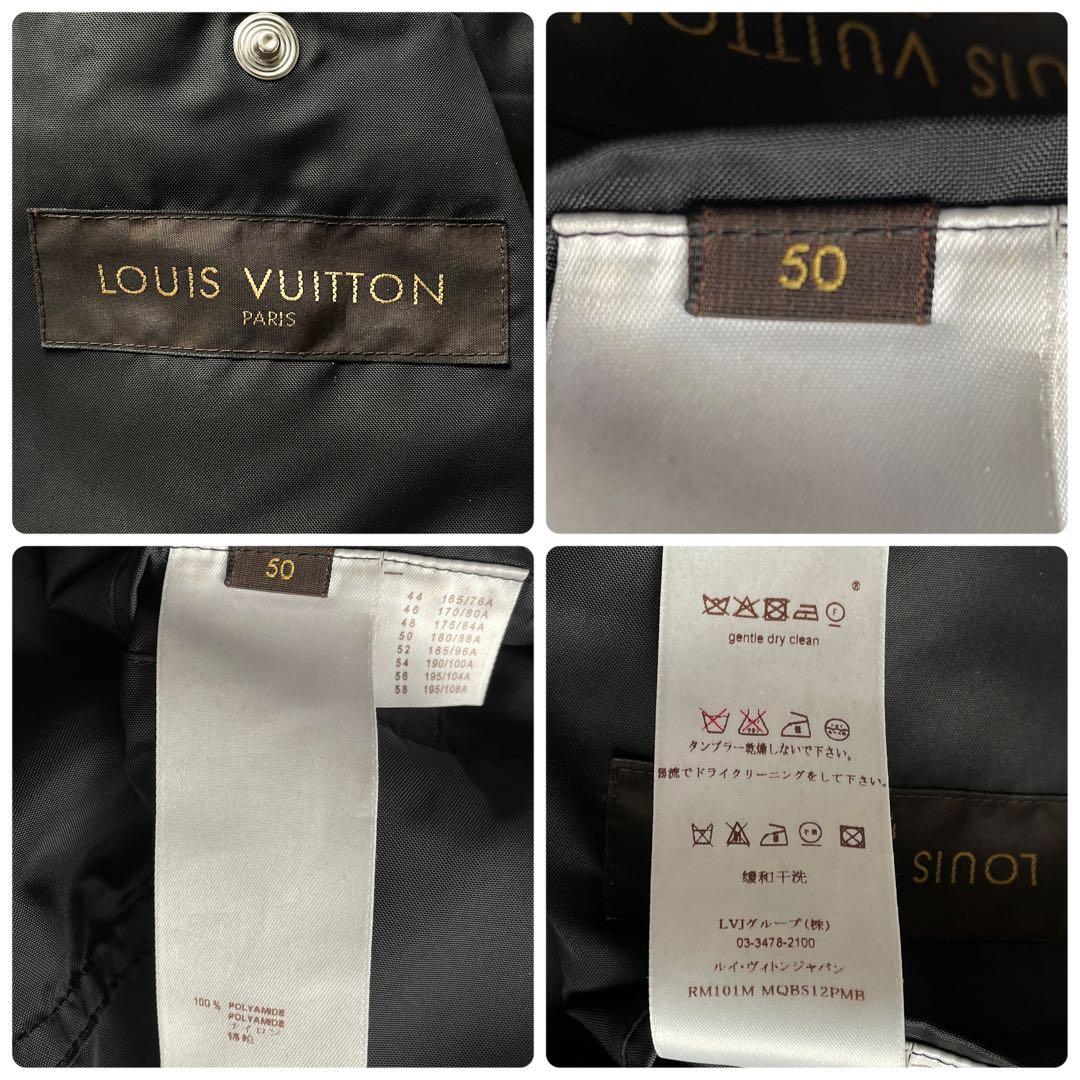 LOUIS VUITTON
PARIS
LOUIS VUITTON
50
50
44 165/76A
46 170/80A
48 175/84A
50 180/88A
52 185/96A
54 190/100A
56 195/104A
58 195/108A
100 % POLYAMIDE
POLYAMIDE
ナイロン
锦纶
gentle dry clean
タンブラー乾燥しないで下さい。
弱流でドライクリーニングをして下さい。
缓和干洗
LOUIS
LVJグループ(株)
03-3478-2100
ルイ・ヴィトンジャパン
RM101M MQBS12PMB